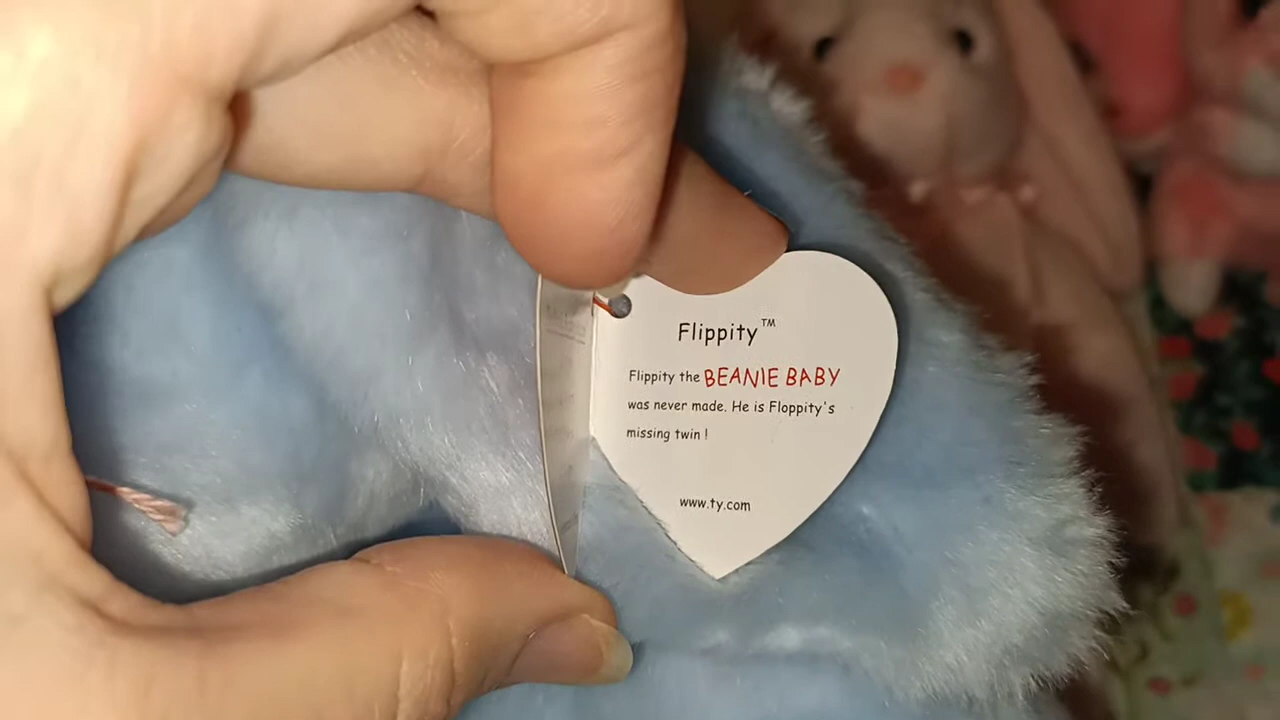 Flippity™
Flippity the BEANIE BABY
was never made. He is Floppity's
missing twin !
www.ty.com